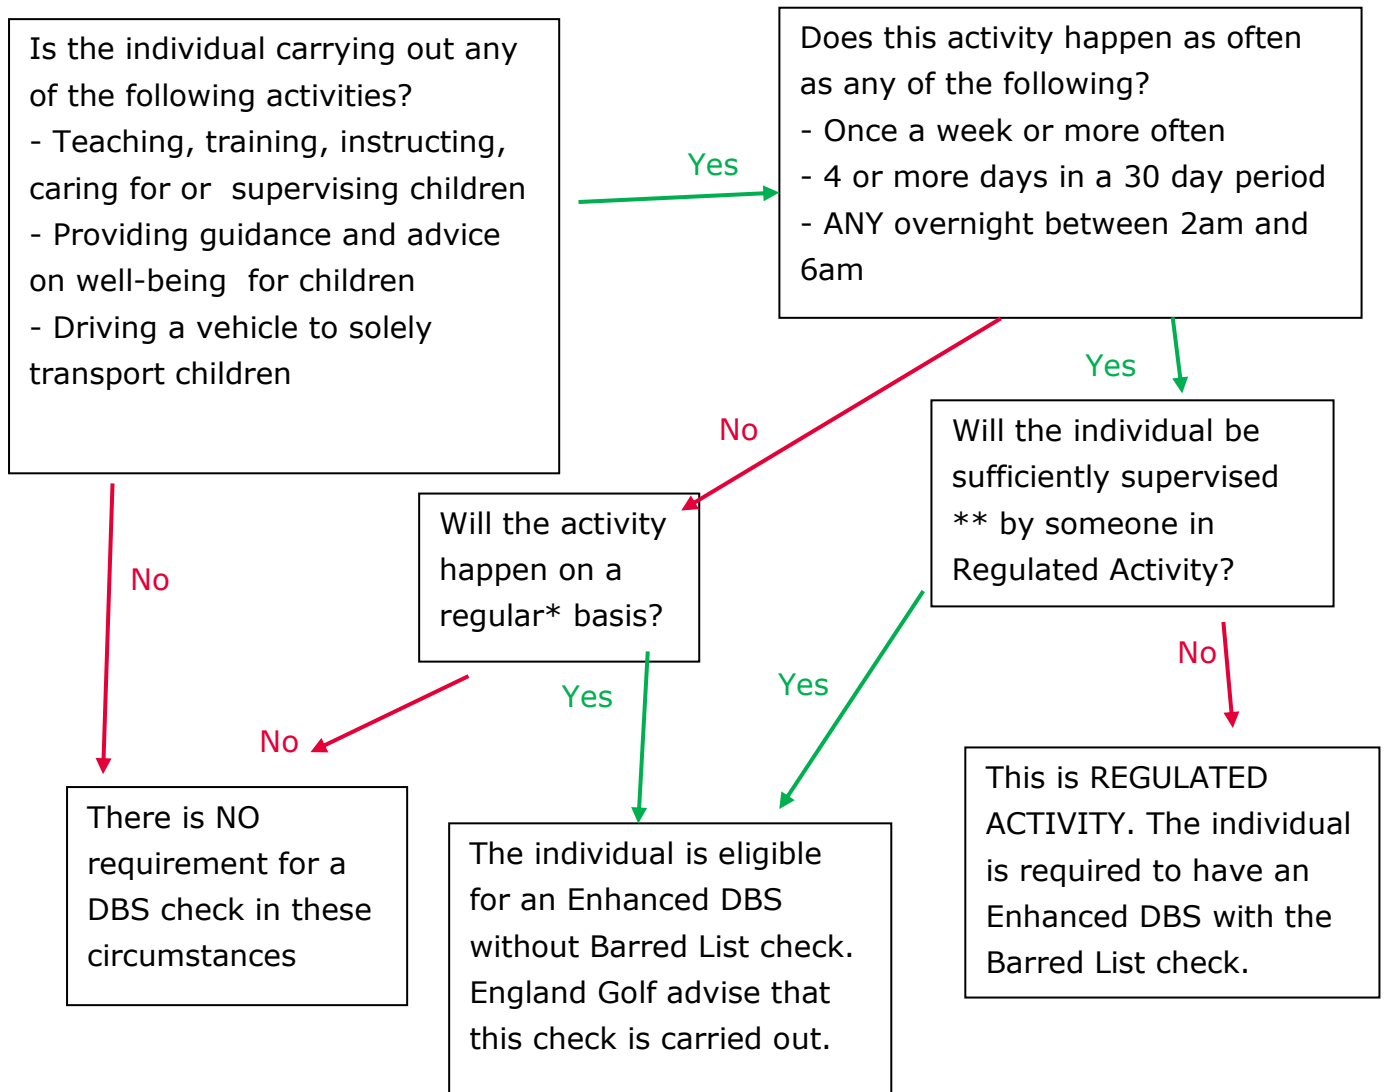 Is the individual carrying out any
of the following activities?
- Teaching, training, instructing,
caring for or  supervising children
- Providing guidance and advice
on well-being  for children
- Driving a vehicle to solely
transport children
Yes
Does this activity happen as often
as any of the following?
- Once a week or more often
- 4 or more days in a 30 day period
- ANY overnight between 2am and
6am
No
Yes
Will the individual be
sufficiently supervised
** by someone in
Regulated Activity?
No
Will the activity
happen on a
regular* basis?
No
Yes
Yes
No
There is NO
requirement for a
DBS check in these
circumstances
The individual is eligible
for an Enhanced DBS
without Barred List check.
England Golf advise that
this check is carried out.
This is REGULATED
ACTIVITY. The individual
is required to have an
Enhanced DBS with the
Barred List check.